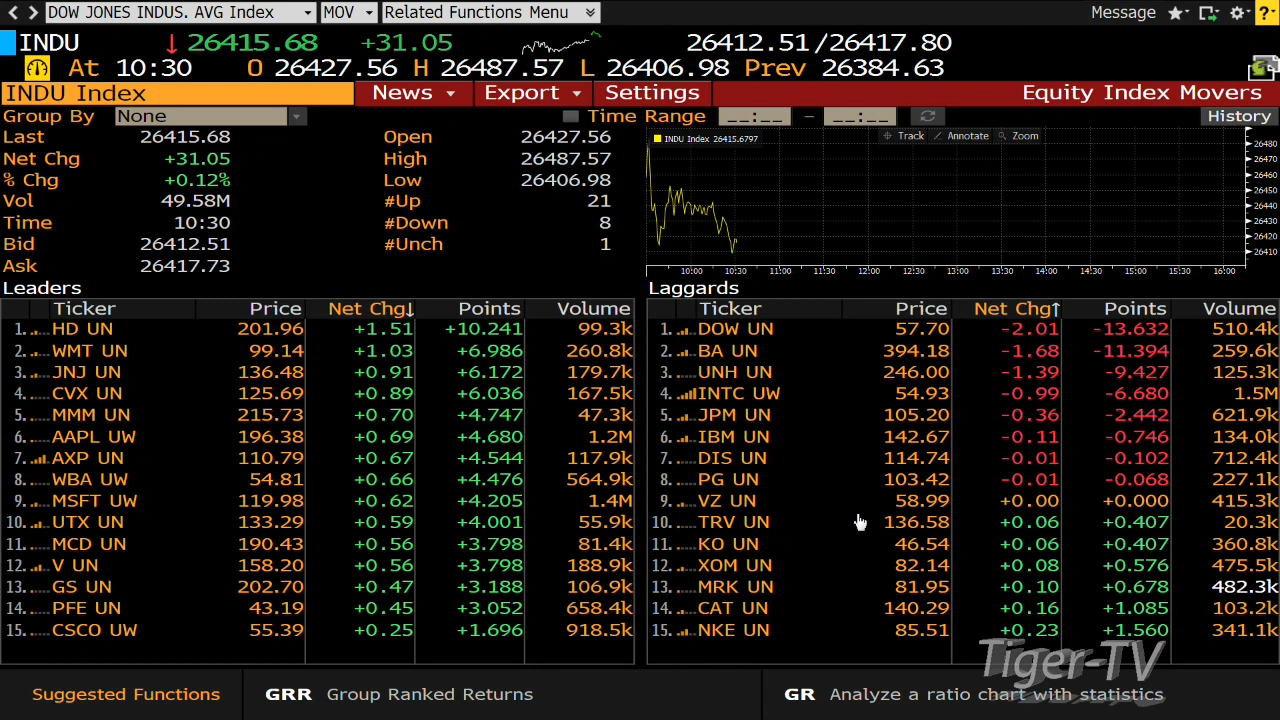 DOW JONES INDUS. AVG Index MOV Related Functions Menu Message ?
INDU 26415.68 +31.05 26412.51/26417.80
At 10:30 O 26427.56 H 26487.57 L 26406.98 Prev 26384.63
INDU Index News Export Settings Equity Index Movers
Group By None Time Range __:__ – __:__ History
Last 26415.68 Open 26427.56
Net Chg +31.05 High 26487.57
% Chg +0.12% Low 26406.98
Vol 49.58M #Up 21
Time 10:30 #Down 8
Bid 26412.51 #Unch 1
Ask 26417.73
INDU Index 26415.6797 Track Annotate Zoom
26480
26470
26460
26450
26440
26430
26420
26410
10:00 10:30 11:00 11:30 12:00 12:30 13:00 13:30 14:00 14:30 15:00 15:30 16:00
Leaders
Ticker Price Net Chg↓ Points Volume
1. HD UN 201.96 +1.51 +10.241 99.3k
2. WMT UN 99.14 +1.03 +6.986 260.8k
3. JNJ UN 136.48 +0.91 +6.172 179.7k
4. CVX UN 125.69 +0.89 +6.036 167.5k
5. MMM UN 215.73 +0.70 +4.747 47.3k
6. AAPL UW 196.38 +0.69 +4.680 1.2M
7. AXP UN 110.79 +0.67 +4.544 117.9k
8. WBA UW 54.81 +0.66 +4.476 564.9k
9. MSFT UW 119.98 +0.62 +4.205 1.4M
10. UTX UN 133.29 +0.59 +4.001 55.9k
11. MCD UN 190.43 +0.56 +3.798 81.4k
12. V UN 158.20 +0.56 +3.798 188.9k
13. GS UN 202.70 +0.47 +3.188 106.9k
14. PFE UN 43.19 +0.45 +3.052 658.4k
15. CSCO UW 55.39 +0.25 +1.696 918.5k
Laggards
Ticker Price Net Chg↑ Points Volume
1. DOW UN 57.70 -2.01 -13.632 510.4k
2. BA UN 394.18 -1.68 -11.394 259.6k
3. UNH UN 246.00 -1.39 -9.427 125.3k
4. INTC UW 54.93 -0.99 -6.680 1.5M
5. JPM UN 105.20 -0.36 -2.442 621.9k
6. IBM UN 142.67 -0.11 -0.746 134.0k
7. DIS UN 114.74 -0.01 -0.102 712.4k
8. PG UN 103.42 -0.01 -0.068 227.1k
9. VZ UN 58.99 +0.00 +0.000 415.3k
10. TRV UN 136.58 +0.06 +0.407 20.3k
11. KO UN 46.54 +0.06 +0.407 360.8k
12. XOM UN 82.14 +0.08 +0.576 475.5k
13. MRK UN 81.95 +0.10 +0.678 482.3k
14. CAT UN 140.29 +0.16 +1.085 103.2k
15. NKE UN 85.51 +0.23 +1.560 341.1k
Tiger-TV
Suggested Functions GRR Group Ranked Returns GR Analyze a ratio chart with statistics